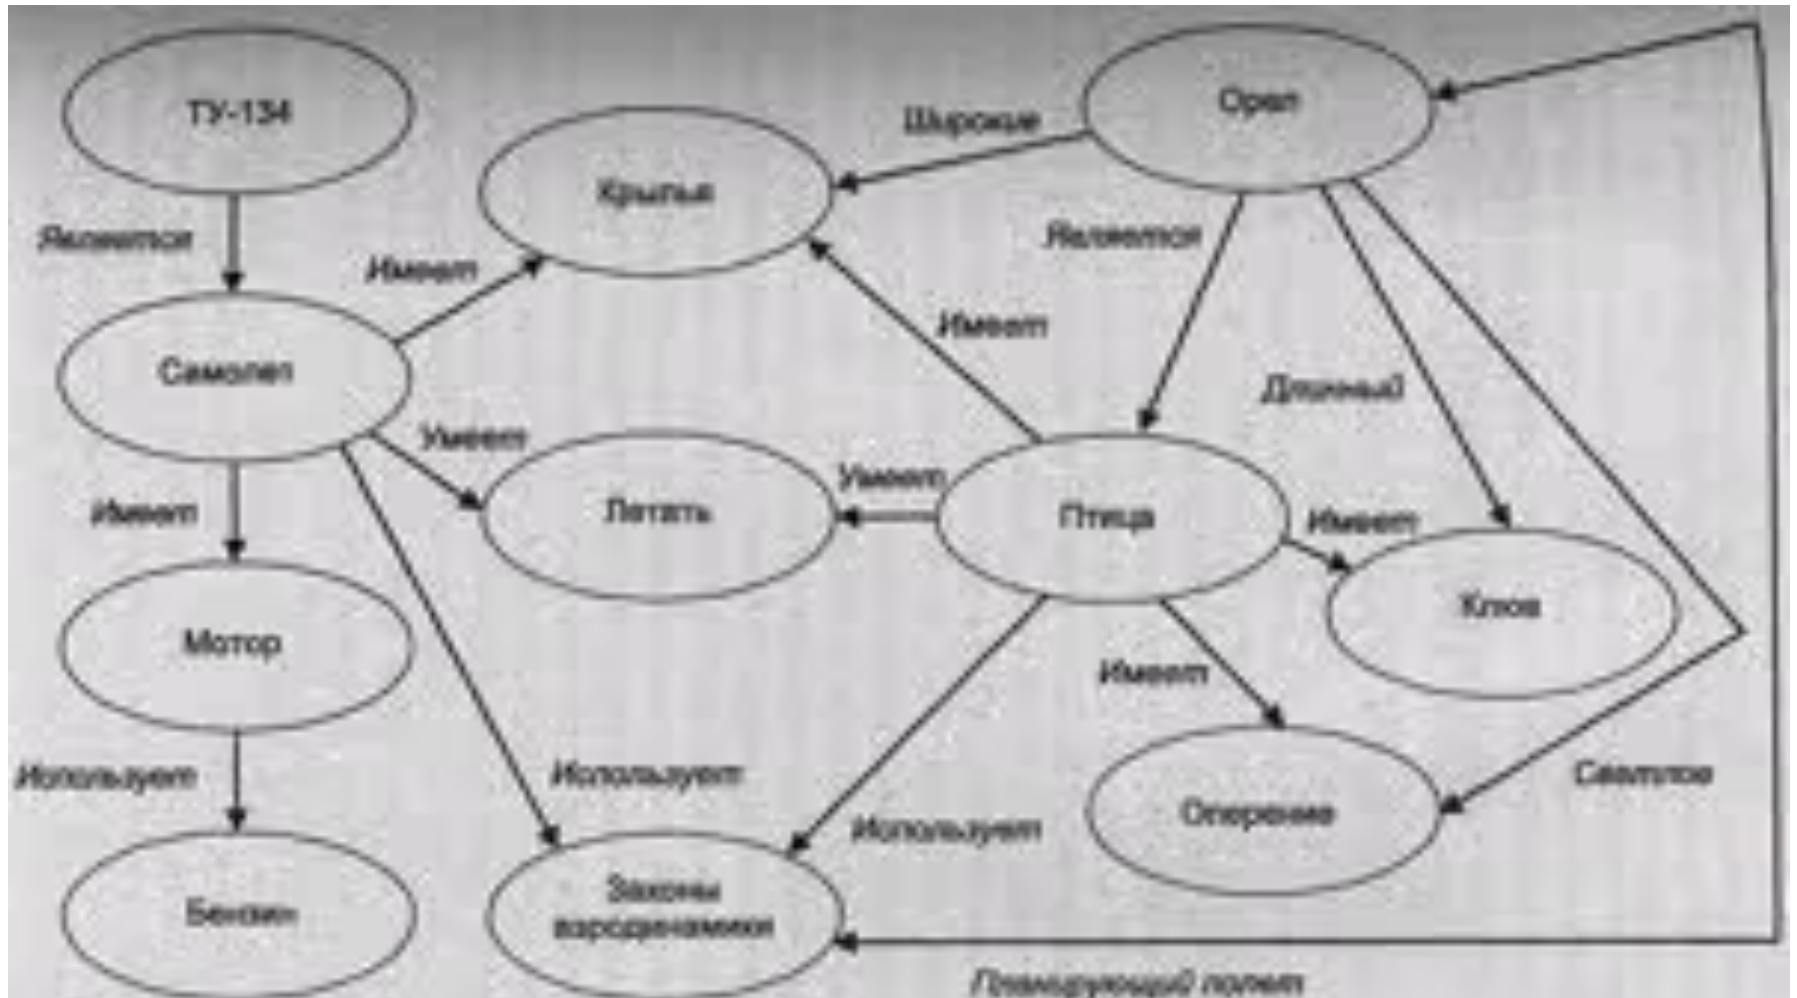 ТУ-134
Орел
Широкие
Крылья
Является
Является
Имеет
Имеет
Самолет
Длинный
Умеет
Умеет
Имеет
Летать
Птица
Имеет
Клюв
Мотор
Имеет
Использует
Использует
Светлое
Оперение
Использует
Законы
аэродинамики
Бензин
Планирующий полет